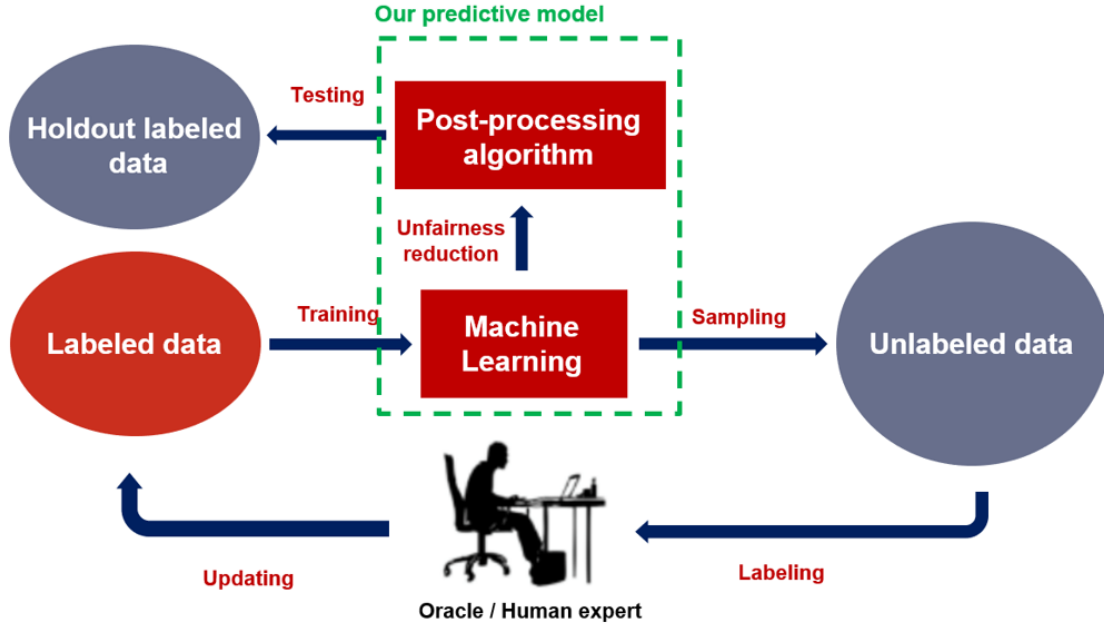 Our predictive model
Testing
Holdout labeled
data
Post-processing
algorithm
Unfairness
reduction
Labeled data
Training
Machine
Learning
Sampling
Unlabeled data
Updating
Labeling
Oracle / Human expert